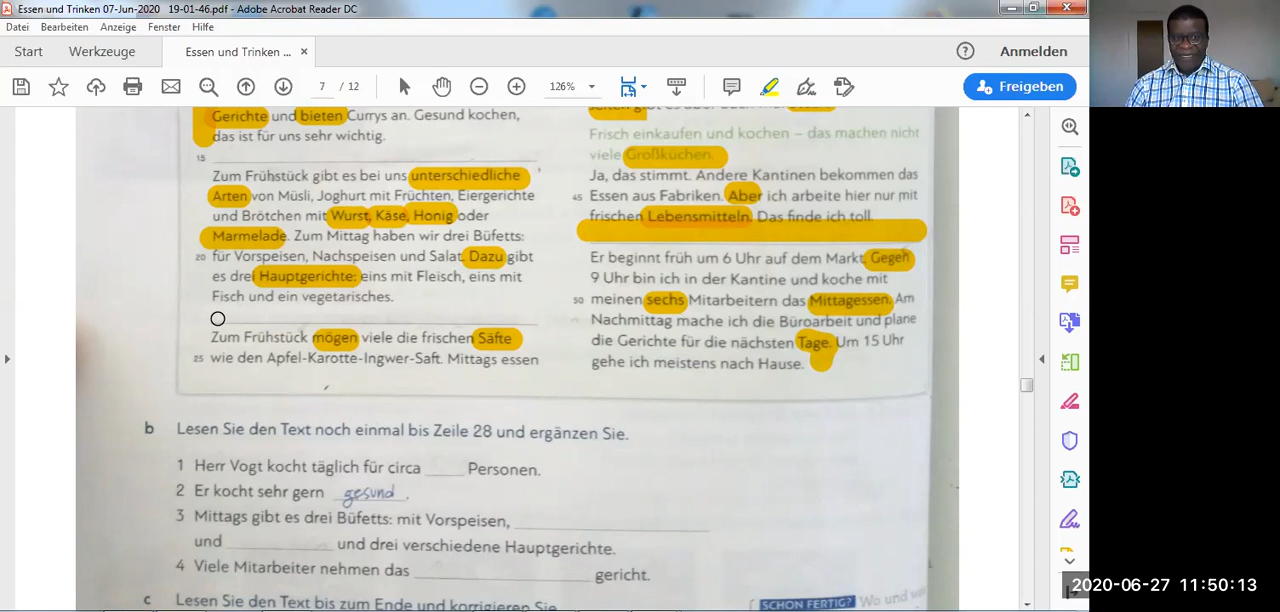 Essen und Trinken 07-Jun-2020 19-01-46.pdf - Adobe Acrobat Reader DC
Datei Bearbeiten Anzeige Fenster Hilfe
Start Werkzeuge Essen und Trinken ... × Anmelden
7 / 12 126% Freigeben
Gerichte und bieten Currys an. Gesund kochen,
das ist für uns sehr wichtig.
15
Zum Frühstück gibt es bei uns unterschiedliche
Arten von Müsli, Joghurt mit Früchten, Eiergerichte
und Brötchen mit Wurst, Käse, Honig oder
Marmelade. Zum Mittag haben wir drei Büfetts:
20 für Vorspeisen, Nachspeisen und Salat. Dazu gibt
es drei Hauptgerichte: eins mit Fleisch, eins mit
Fisch und ein vegetarisches.
Zum Frühstück mögen viele die frischen Säfte
25 wie den Apfel-Karotte-Ingwer-Saft. Mittags essen
Frisch einkaufen und kochen – das machen nicht
viele Großküchen.
Ja, das stimmt. Andere Kantinen bekommen das
45 Essen aus Fabriken. Aber ich arbeite hier nur mit
frischen Lebensmitteln. Das finde ich toll.
Er beginnt früh um 6 Uhr auf dem Markt. Gegen
9 Uhr bin ich in der Kantine und koche mit
50 meinen sechs Mitarbeitern das Mittagessen. Am
Nachmittag mache ich die Büroarbeit und plane
die Gerichte für die nächsten Tage. Um 15 Uhr
gehe ich meistens nach Hause.
b Lesen Sie den Text noch einmal bis Zeile 28 und ergänzen Sie.
1 Herr Vogt kocht täglich für circa ____ Personen.
2 Er kocht sehr gern gesund.
3 Mittags gibt es drei Büfetts: mit Vorspeisen, ____
und ____ und drei verschiedene Hauptgerichte.
4 Viele Mitarbeiter nehmen das ____ gericht.
c Lesen Sie den Text bis zum Ende und korrigieren Sie
SCHON FERTIG? Wo und
2020-06-27 11:50:13